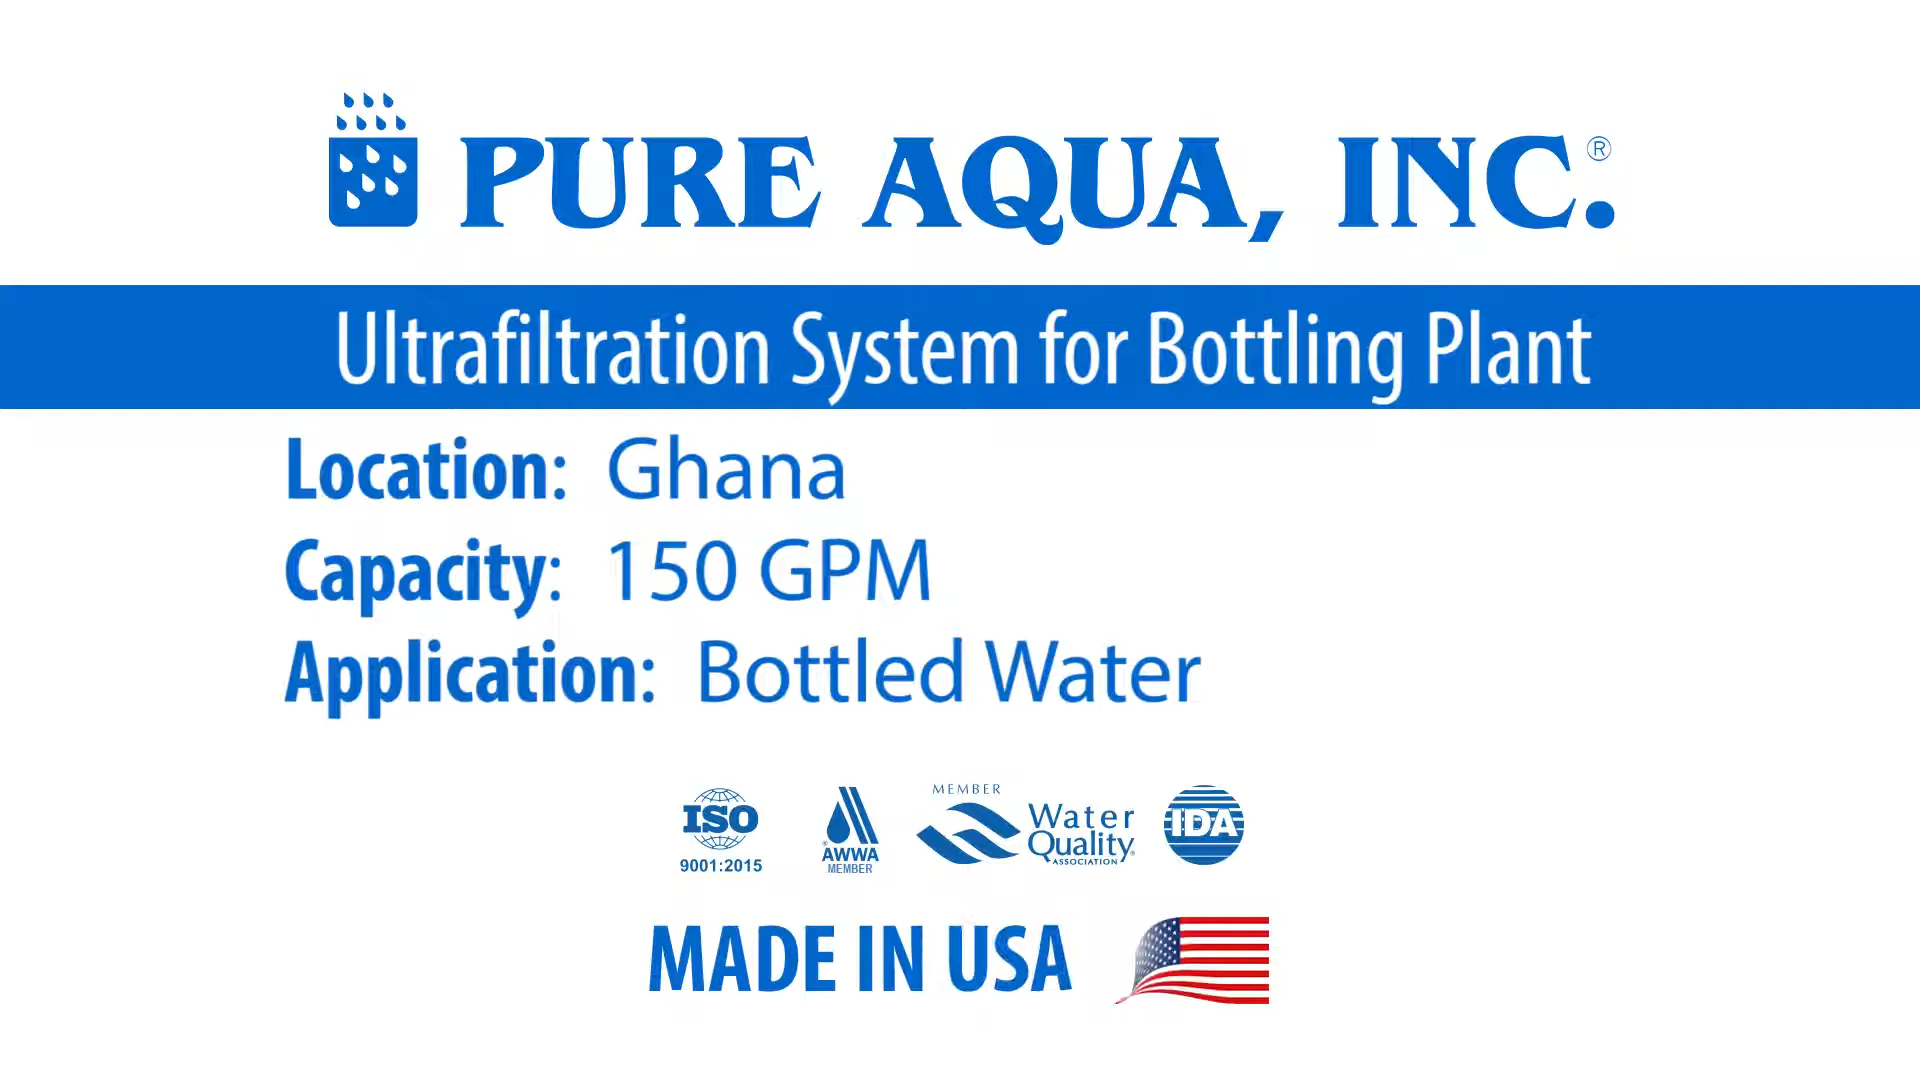 PURE AQUA, INC.®
Ultrafiltration System for Bottling Plant
Location: Ghana
Capacity: 150 GPM
Application: Bottled Water
ISO
9001:2015
®
AWWA
MEMBER
MEMBER
Water
Quality®
ASSOCIATION
IDA
MADE IN USA